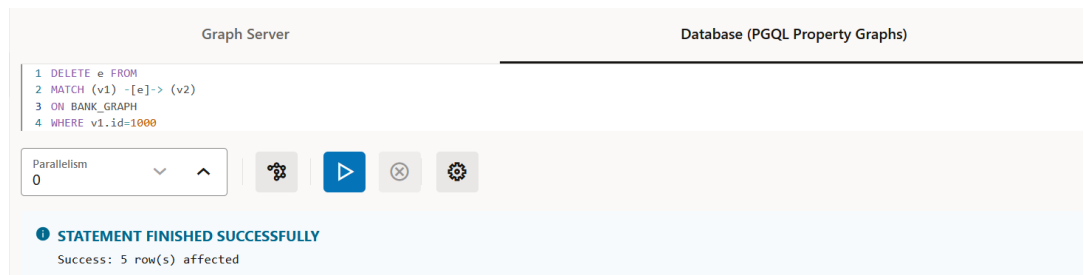 Graph Server
Database (PGQL Property Graphs)
1 DELETE e FROM
2 MATCH (v1) -[e]-> (v2)
3 ON BANK_GRAPH
4 WHERE v1.id=1000
Parallelism
0
STATEMENT FINISHED SUCCESSFULLY
Success: 5 row(s) affected